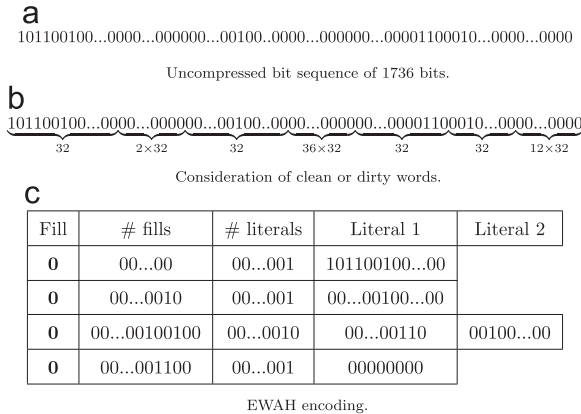 a
101100100...0000...000000...00100..0000...000000...00001100010...0000...0000
Uncompressed bit sequence of 1736 bits.
b
101100100...0000...000000...00100..0000...000000...00001100010...0000...0000
32 2×32 32 36×32 32 32 12×32
Consideration of clean or dirty words.
c
Fill # fills # literals Literal 1 Literal 2
0 00...00 00...001 101100100...00
0 00...0010 00...001 00...00100...00
0 00...00100100 00...0010 00...00110 00100...00
0 00...001100 00...001 00000000
EWAH encoding.